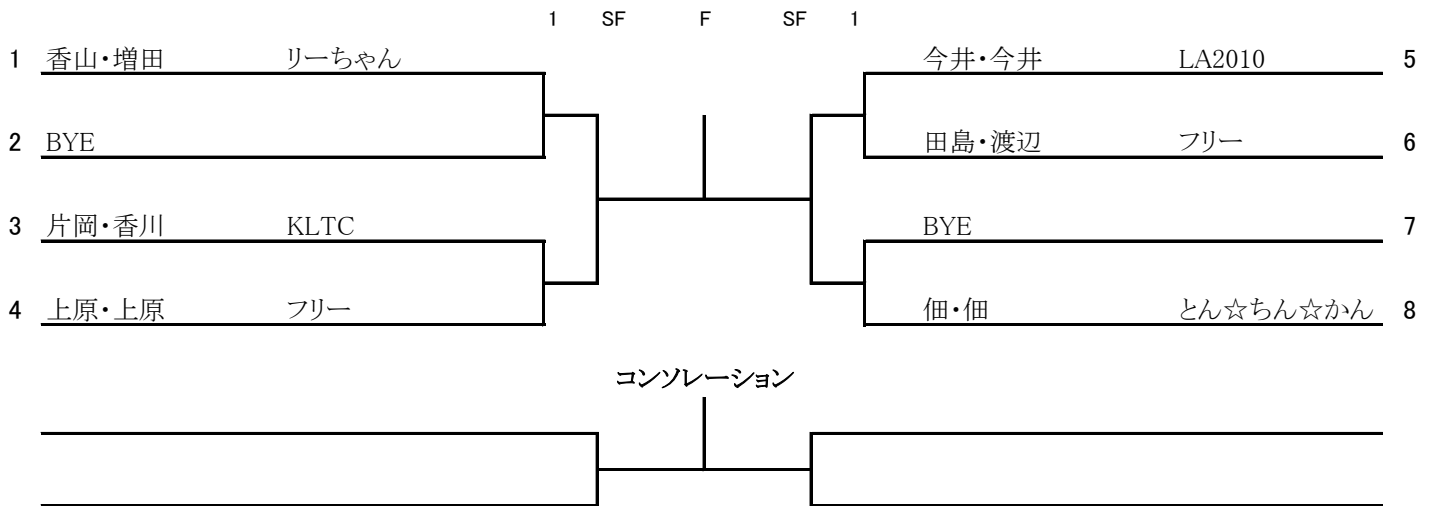 1 SF F SF 1
1 香山・増田 リーちゃん 今井・今井 LA2010 5
2 BYE 田島・渡辺 フリー 6
3 片岡・香川 KLTC BYE 7
4 上原・上原 フリー 佃・佃 とん☆ちん☆かん 8
コンソレーション